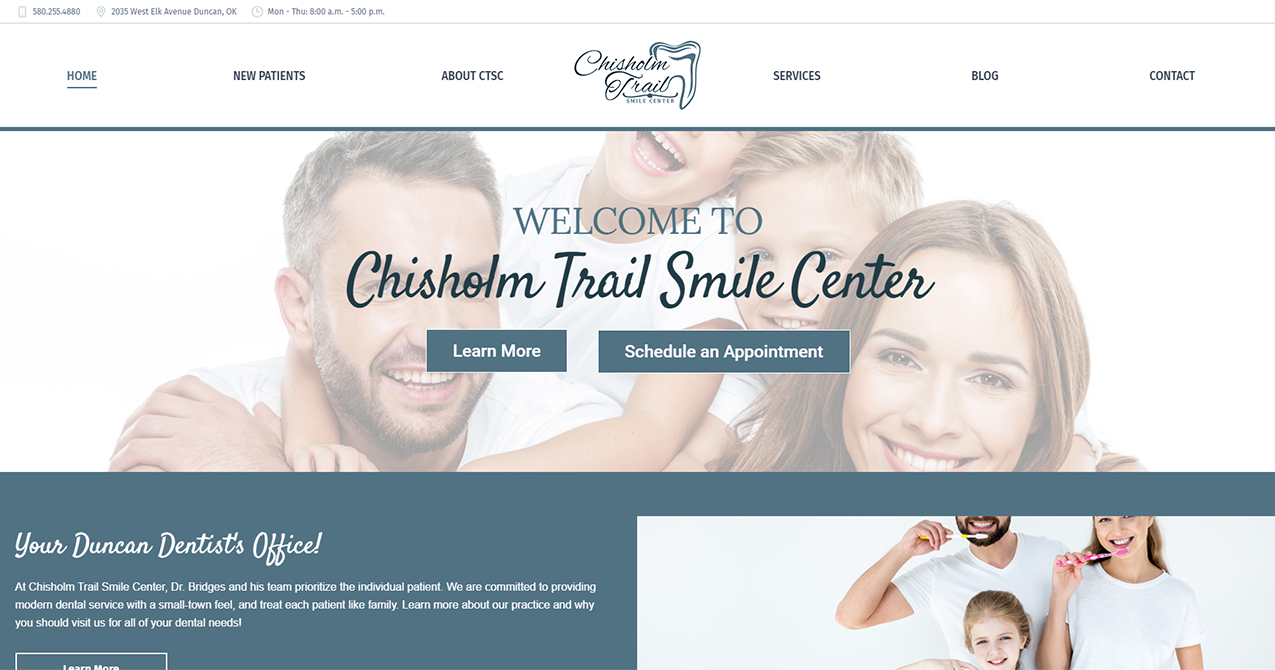 580.255.4880
2035 West Elk Avenue Duncan, OK
Mon - Thu: 8:00 a.m. - 5:00 p.m.
HOME
NEW PATIENTS
ABOUT CTSC
Chisholm
Trail
SMILE CENTER
SERVICES
BLOG
CONTACT
WELCOME TO
Chisholm Trail Smile Center
Learn More
Schedule an Appointment
Your Duncan Dentist's Office!
At Chisholm Trail Smile Center, Dr. Bridges and his team prioritize the individual patient. We are committed to providing
modern dental service with a small-town feel, and treat each patient like family. Learn more about our practice and why
you should visit us for all of your dental needs!
Learn More